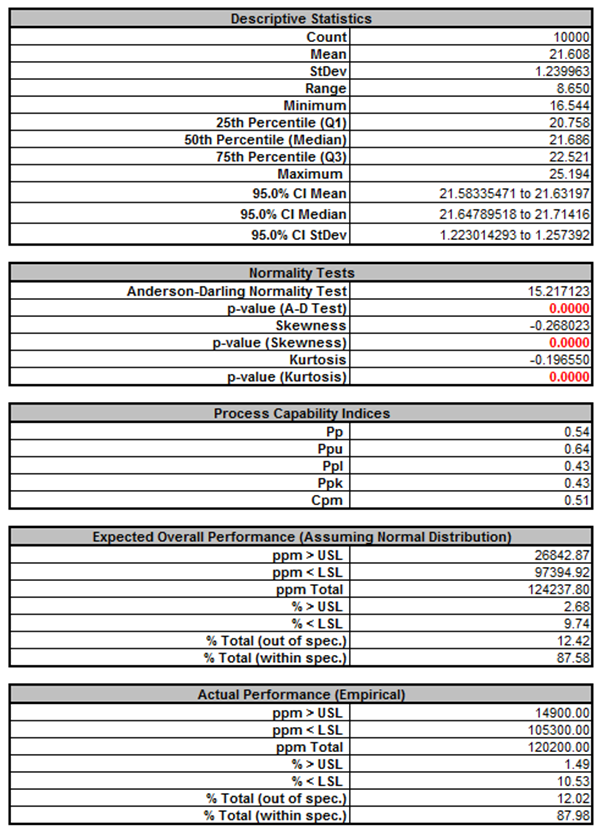 Descriptive Statistics
Count 10000
Mean 21.608
StDev 1.239963
Range 8.650
Minimum 16.544
25th Percentile (Q1) 20.758
50th Percentile (Median) 21.686
75th Percentile (Q3) 22.521
Maximum 25.194
95.0% CI Mean 21.58335471 to 21.63197
95.0% CI Median 21.64789518 to 21.71416
95.0% CI StDev 1.223014293 to 1.257392
Normality Tests
Anderson-Darling Normality Test 15.217123
p-value (A-D Test) 0.0000
Skewness -0.268023
p-value (Skewness) 0.0000
Kurtosis -0.196550
p-value (Kurtosis) 0.0000
Process Capability Indices
Pp 0.54
Ppu 0.64
Ppl 0.43
Ppk 0.43
Cpm 0.51
Expected Overall Performance (Assuming Normal Distribution)
ppm > USL 26842.87
ppm < LSL 97394.92
ppm Total 124237.80
% > USL 2.68
% < LSL 9.74
% Total (out of spec.) 12.42
% Total (within spec.) 87.58
Actual Performance (Empirical)
ppm > USL 14900.00
ppm < LSL 105300.00
ppm Total 120200.00
% > USL 1.49
% < LSL 10.53
% Total (out of spec.) 12.02
% Total (within spec.) 87.98